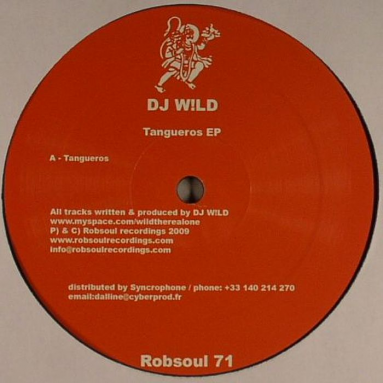 DJ W!LD
Tangueros EP
A - Tangueros
All tracks written & produced by DJ W!LD
www.myspace.com/wildtherealone
P) & C) Robsoul recordings 2009
www.robsoulrecordings.com
info@robsoulrecordings.com
distributed by Syncrophone / phone: +33 140 214 270
email:dalline@cyberprod.fr
Robsoul 71